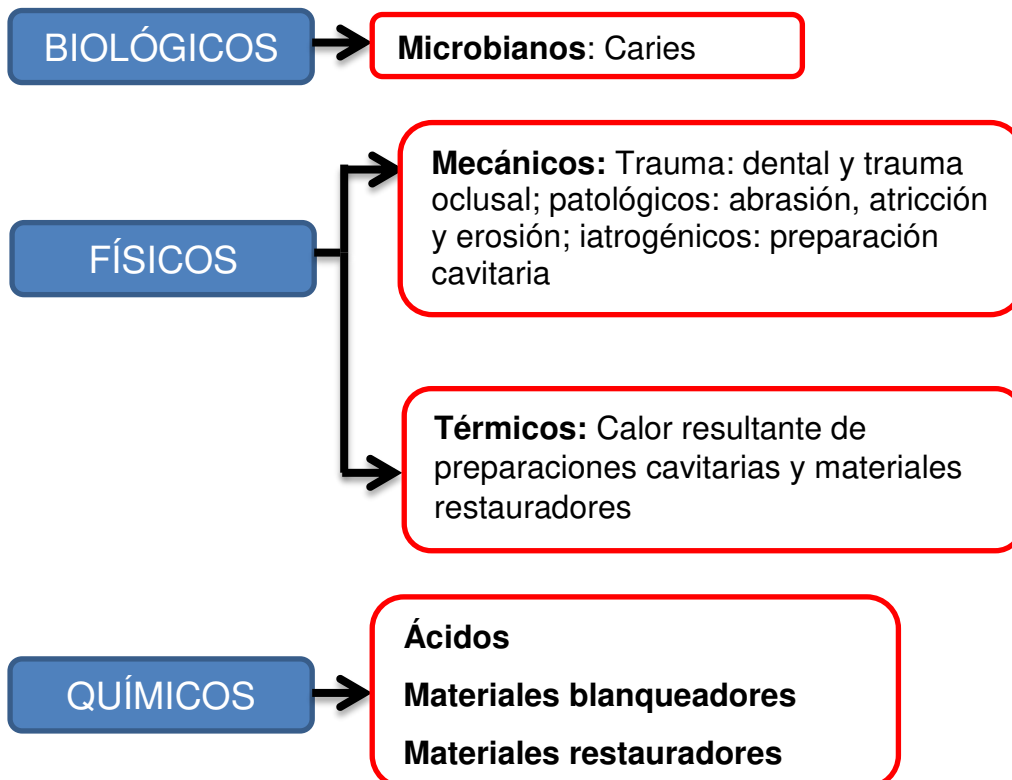 BIOLÓGICOS
Microbianos: Caries
FÍSICOS
Mecánicos: Trauma: dental y trauma
oclusal; patológicos: abrasión, atricción
y erosión; iatrogénicos: preparación
cavitaria
Térmicos: Calor resultante de
preparaciones cavitarias y materiales
restauradores
QUÍMICOS
Ácidos
Materiales blanqueadores
Materiales restauradores